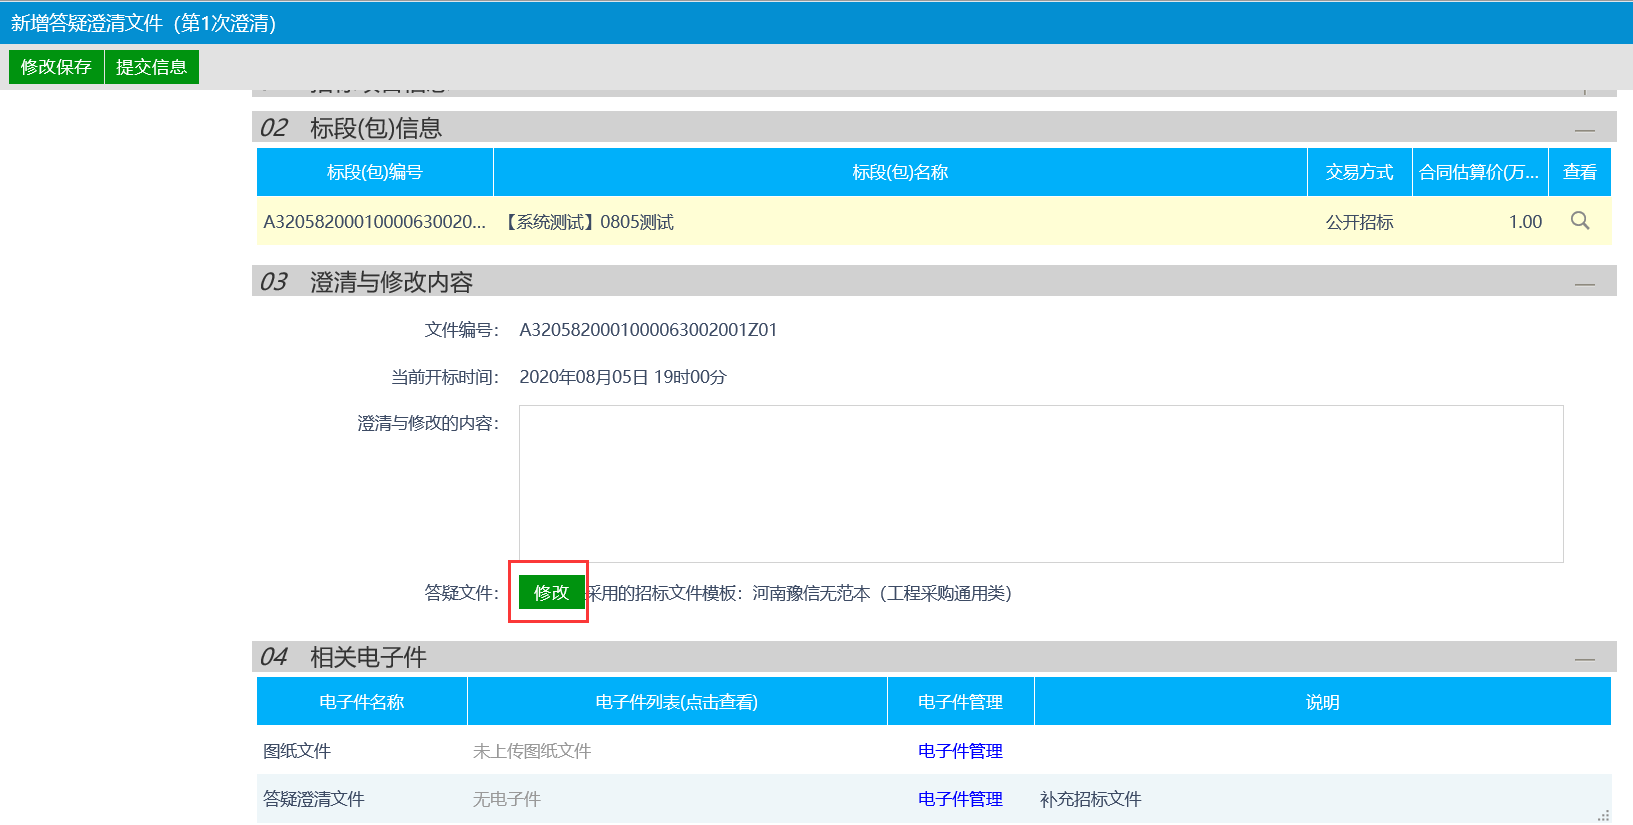 新增答疑澄清文件（第1次澄清）
修改保存 提交信息
02 标段(包)信息
标段(包)编号 标段(包)名称 交易方式 合同估算价(万... 查看
A32058200010000630020... 【系统测试】0805测试 公开招标 1.00
03 澄清与修改内容
文件编号： A3205820001000063002001Z01
当前开标时间： 2020年08月05日 19时00分
澄清与修改的内容：
答疑文件： 修改 采用的招标文件模板：河南豫信无范本（工程采购通用类）
04 相关电子件
电子件名称 电子件列表(点击查看) 电子件管理 说明
图纸文件 未上传图纸文件 电子件管理
答疑澄清文件 无电子件 电子件管理 补充招标文件